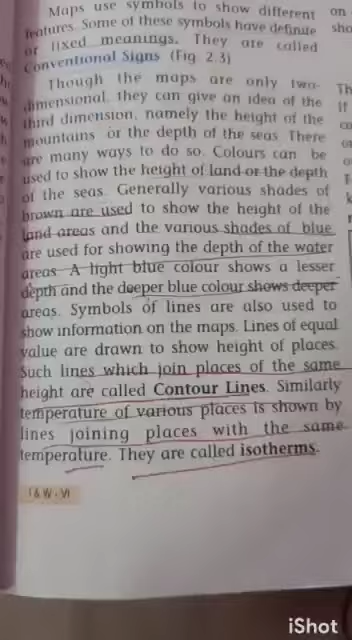 Maps use symbols to show different
features. Some of these symbols have definite
or fixed meanings. They are called
Conventional Signs (Fig 2.3)
Though the maps are only two-
dimensional, they can give an idea of the
third dimension, namely the height of the
mountains or the depth of the seas. There
are many ways to do so. Colours can be
used to show the height of land or the depth
of the seas. Generally various shades of
brown are used to show the height of the
land areas and the various shades of blue
are used for showing the depth of the water
areas. A light blue colour shows a lesser
depth and the deeper blue colour shows deeper
areas. Symbols of lines are also used to
show information on the maps. Lines of equal
value are drawn to show height of places.
Such lines which join places of the same
height are called Contour Lines. Similarly
temperature of various places is shown by
lines joining places with the same
temperature. They are called isotherms.
I & W - VI
on
sho
Th
If
iShot